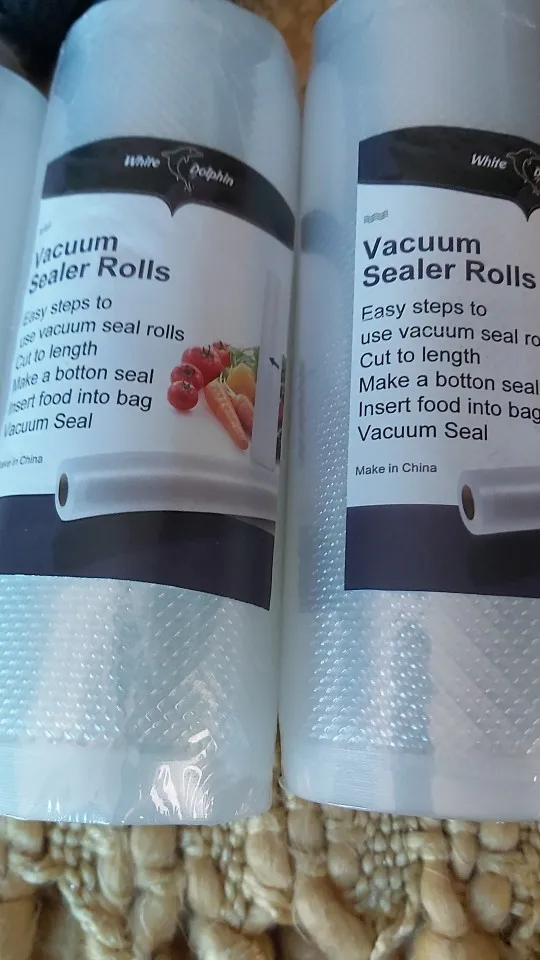 White Dolphin
Vacuum
Sealer Rolls
Easy steps to
use vacuum seal rolls
Cut to length
Make a botton seal
Insert food into bag
Vacuum Seal
Make in China
White
Vacuum
Sealer Rolls
Easy steps to
use vacuum seal ro
Cut to length
Make a botton seal
Insert food into bag
Vacuum Seal
Make in China